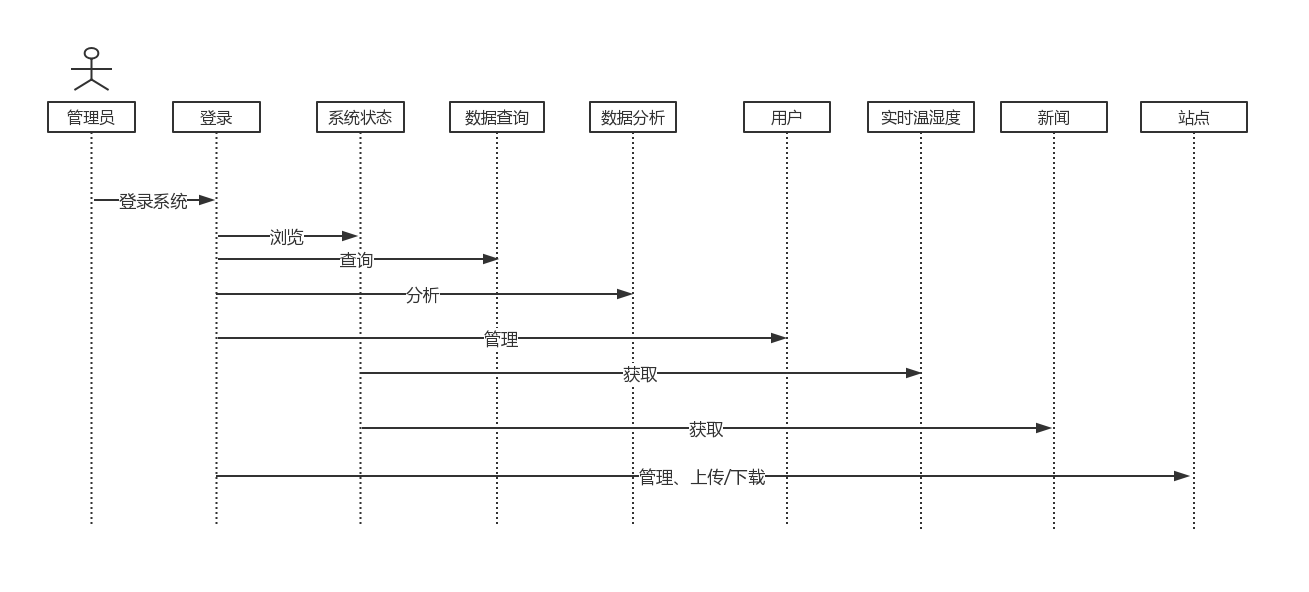 管理员 登录 系统状态 数据查询 数据分析 用户 实时温湿度 新闻 站点
登录系统
浏览
查询
分析
管理
获取
获取
管理、上传/下载